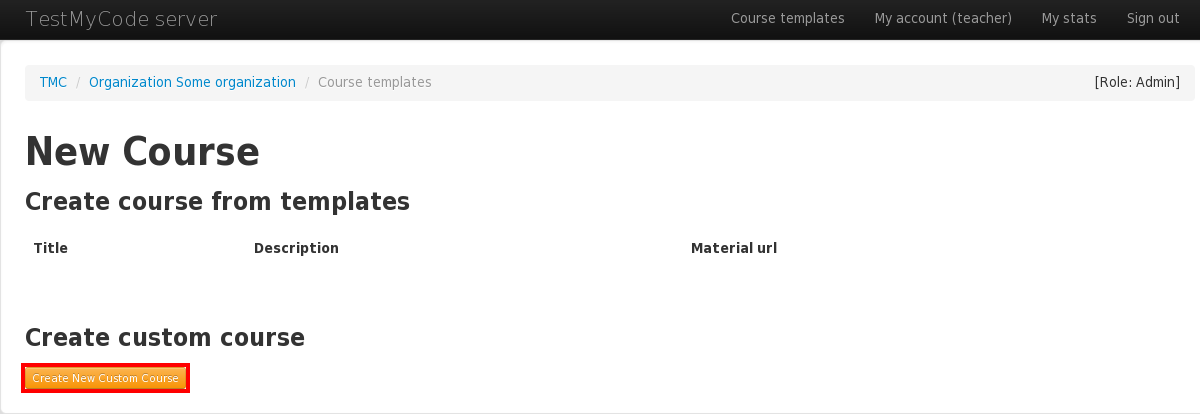 TestMyCode server Course templates My account (teacher) My stats Sign out
TMC / Organization Some organization / Course templates [Role: Admin]
New Course
Create course from templates
Title Description Material url
Create custom course
Create New Custom Course